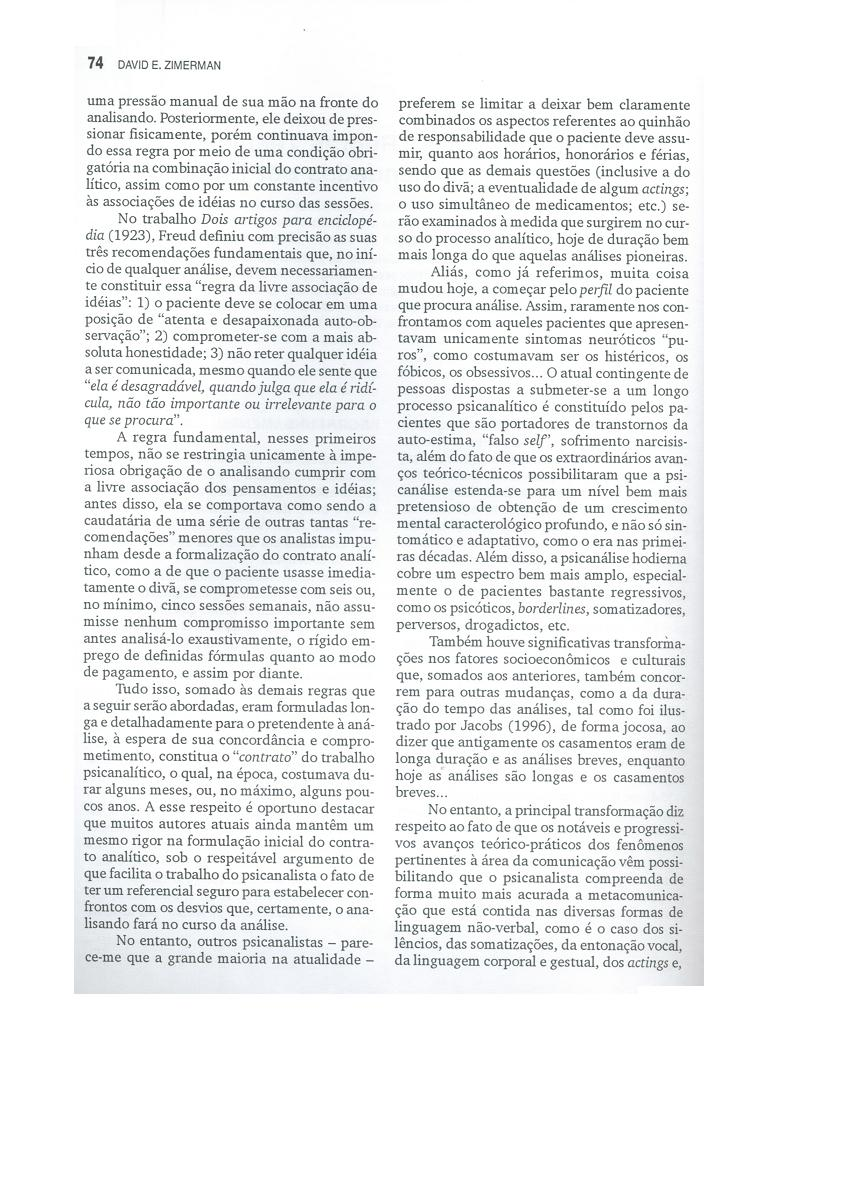 74 DAVID E. ZIMERMAN
uma pressão manual de sua mão na fronte do
analisando. Posteriormente, ele deixou de pres-
sionar fisicamente, porém continuava impon-
do essa regra por meio de uma condição obri-
gatória na combinação inicial do contrato ana-
lítico, assim como por um constante incentivo
às associações de idéias no curso das sessões.
No trabalho Dois artigos para enciclopé-
dia (1923), Freud definiu com precisão as suas
três recomendações fundamentais que, no iní-
cio de qualquer análise, devem necessariamen-
te constituir essa “regra da livre associação de
idéias”: 1) o paciente deve se colocar em uma
posição de “atenta e desapaixonada auto-ob-
servação”; 2) comprometer-se com a mais ab-
soluta honestidade; 3) não reter qualquer idéia
a ser comunicada, mesmo quando ele sente que
“ela é desagradável, quando julga que ela é ridí-
cula, não tão importante ou irrelevante para o
que se procura”.
A regra fundamental, nesses primeiros
tempos, não se restringia unicamente à impe-
riosa obrigação de o analisando cumprir com
a livre associação dos pensamentos e idéias;
antes disso, ela se comportava como sendo a
caudatária de uma série de outras tantas “re-
comendações” menores que os analistas impu-
nham desde a formalização do contrato analí-
tico, como a de que o paciente usasse imedia-
tamente o divã, se comprometesse com seis ou,
no mínimo, cinco sessões semanais, não assu-
misse nenhum compromisso importante sem
antes analisá-lo exaustivamente, o rígido em-
prego de definidas fórmulas quanto ao modo
de pagamento, e assim por diante.
Tudo isso, somado às demais regras que
a seguir serão abordadas, eram formuladas lon-
ga e detalhadamente para o pretendente à aná-
lise, à espera de sua concordância e compro-
metimento, constituía o “contrato” do trabalho
psicanalítico, o qual, na época, costumava du-
rar alguns meses, ou, no máximo, alguns pou-
cos anos. A esse respeito é oportuno destacar
que muitos autores atuais ainda mantêm um
mesmo rigor na formulação inicial do contra-
to analítico, sob o respeitável argumento de
que facilita o trabalho do psicanalista o fato de
ter um referencial seguro para estabelecer con-
frontos com os desvios que, certamente, o ana-
lisando fará no curso da análise.
No entanto, outros psicanalistas – pare-
ce-me que a grande maioria na atualidade –
preferem se limitar a deixar bem claramente
combinados os aspectos referentes ao quinhão
de responsabilidade que o paciente deve assu-
mir, quanto aos horários, honorários e férias,
sendo que as demais questões (inclusive a do
uso do divã; a eventualidade de algum actings;
o uso simultâneo de medicamentos; etc.) se-
rão examinados à medida que surgirem no cur-
so do processo analítico, hoje de duração bem
mais longa do que aquelas análises pioneiras.
Aliás, como já referimos, muita coisa
mudou hoje, a começar pelo perfil do paciente
que procura análise. Assim, raramente nos con-
frontamos com aqueles pacientes que apresen-
tavam unicamente sintomas neuróticos “pu-
ros”, como costumavam ser os histéricos, os
fóbicos, os obsessivos... O atual contingente de
pessoas dispostas a submeter-se a um longo
processo psicanalítico é constituído pelos pa-
cientes que são portadores de transtornos da
auto-estima, “falso self”, sofrimento narcisis-
ta, além do fato de que os extraordinários avan-
ços teórico-técnicos possibilitaram que a psi-
canálise estenda-se para um nível bem mais
pretensioso de obtenção de um crescimento
mental caracterológico profundo, e não só sin-
tomático e adaptativo, como o era nas primei-
ras décadas. Além disso, a psicanálise hodierna
cobre um espectro bem mais amplo, especial-
mente o de pacientes bastante regressivos,
como os psicóticos, borderlines, somatizadores,
perversos, drogadictos, etc.
Também houve significativas transforma-
ções nos fatores socioeconômicos e culturais
que, somados aos anteriores, também concor-
rem para outras mudanças, como a da dura-
ção do tempo das análises, tal como foi ilus-
trado por Jacobs (1996), de forma jocosa, ao
dizer que antigamente os casamentos eram de
longa duração e as análises breves, enquanto
hoje as análises são longas e os casamentos
breves...
No entanto, a principal transformação diz
respeito ao fato de que os notáveis e progressi-
vos avanços teórico-práticos dos fenômenos
pertinentes à área da comunicação vêm possi-
bilitando que o psicanalista compreenda de
forma muito mais acurada a metacomunica-
ção que está contida nas diversas formas de
linguagem não-verbal, como é o caso dos si-
lêncios, das somatizações, da entonação vocal,
da linguagem corporal e gestual, dos actings e,